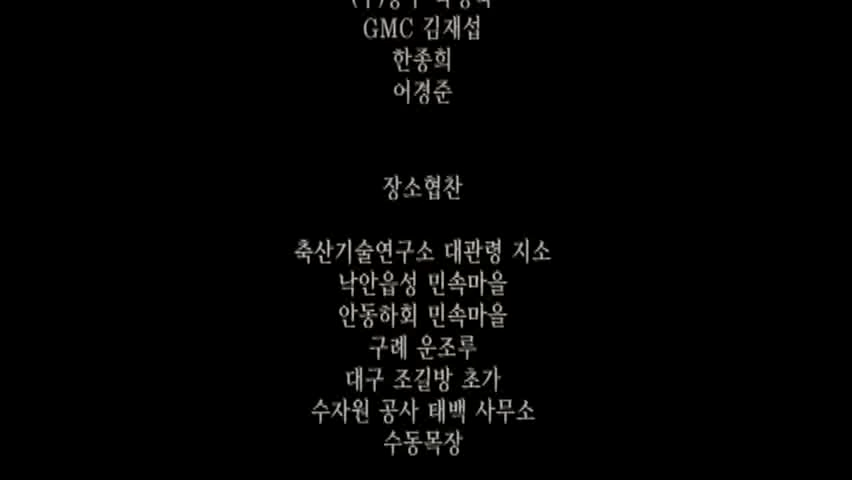 GMC 김재섭
한종희
어경준
장소협찬
축산기술연구소 대관령 지소
낙안읍성 민속마을
안동하회 민속마을
구례 운조루
대구 조길방 초가
수자원 공사 태백 사무소
수동목장